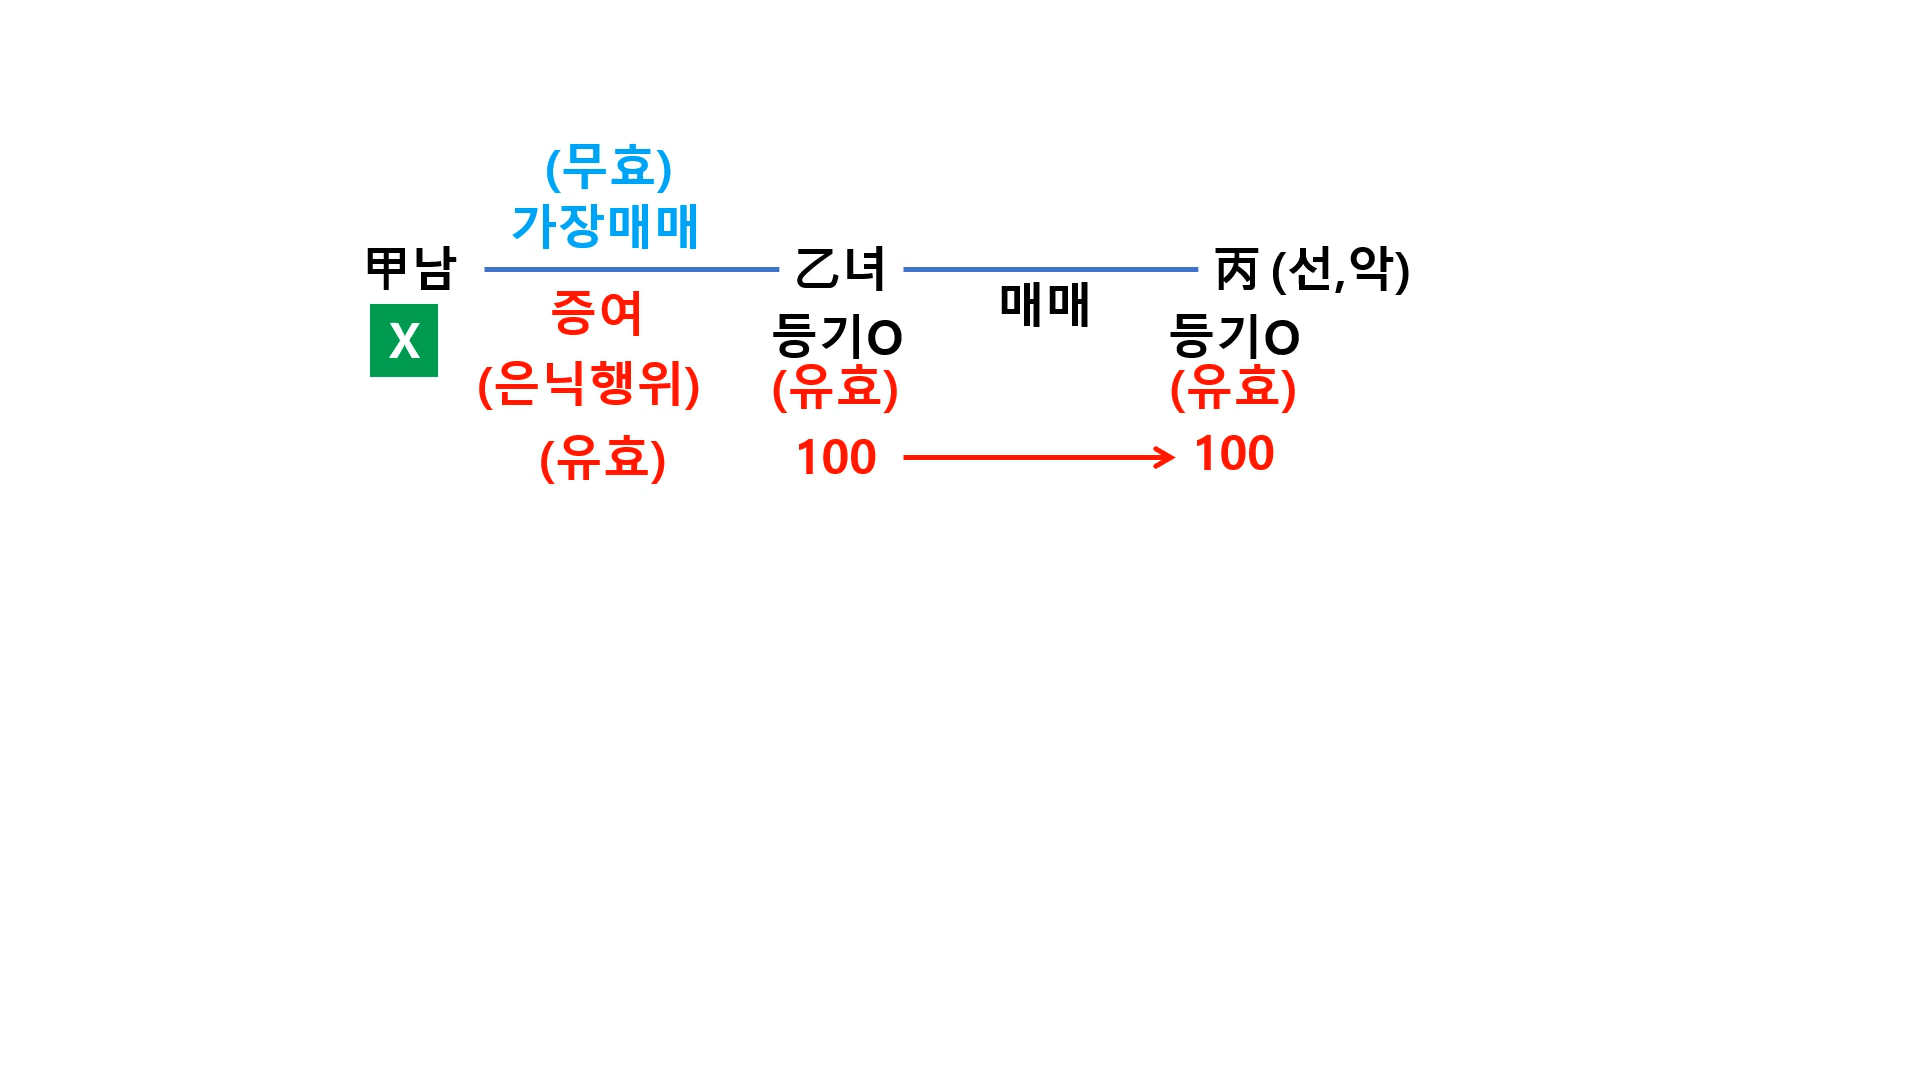 (무효)
가장매매
甲남
乙녀
丙 (선,악)
증여
매매
X
등기O
등기O
(은닉행위)
(유효)
(유효)
(유효)
100
100